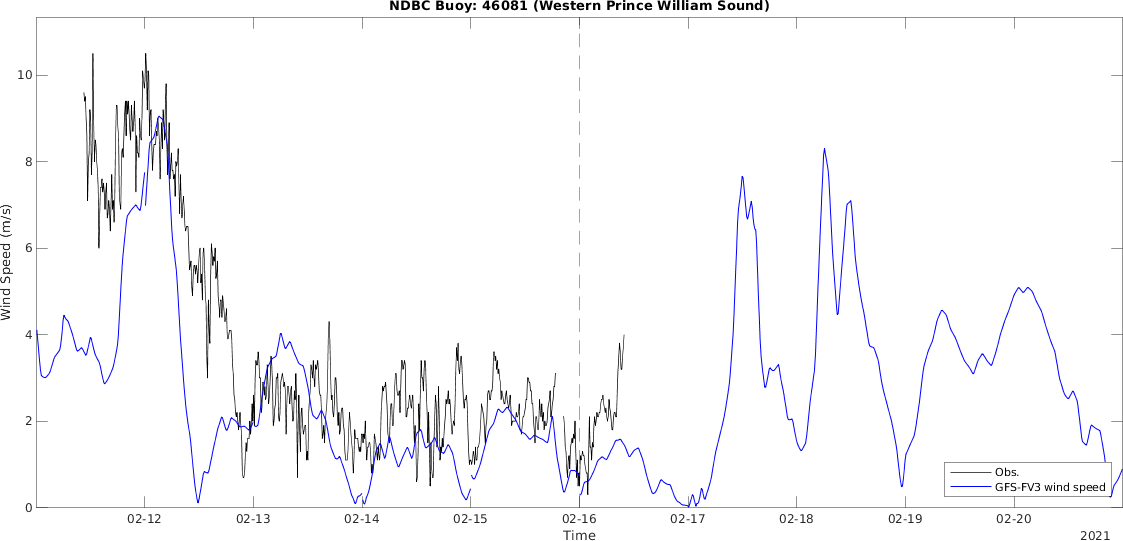 NDBC Buoy: 46081 (Western Prince William Sound)
Wind Speed (m/s)
10
8
6
4
2
0
02-12 02-13 02-14 02-15 02-16 02-17 02-18 02-19 02-20
Time
2021
Obs.
GFS-FV3 wind speed